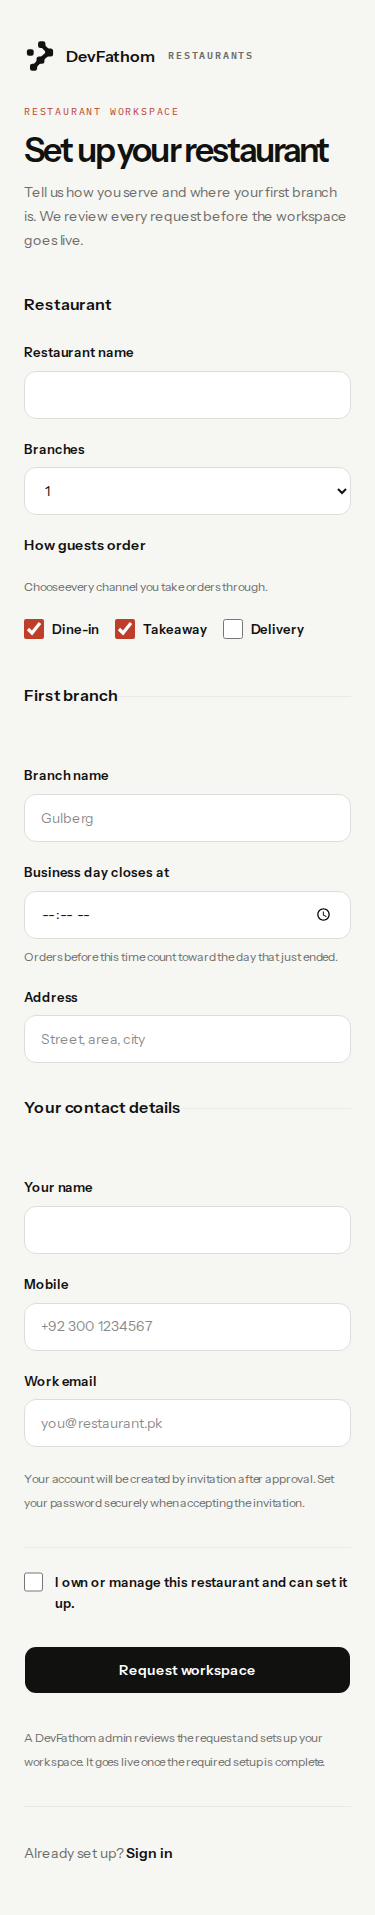 DevFathom RESTAURANTS
RESTAURANT WORKSPACE
Set up your restaurant
Tell us how you serve and where your first branch
is. We review every request before the workspace
goes live.
Restaurant
Restaurant name
Branches
1
How guests order
Choose every channel you take orders through.
Dine-in Takeaway Delivery
First branch
Branch name
Gulberg
Business day closes at
--:-- --
Orders before this time count toward the day that just ended.
Address
Street, area, city
Your contact details
Your name
Mobile
+92 300 1234567
Work email
you@restaurant.pk
Your account will be created by invitation after approval. Set
your password securely when accepting the invitation.
I own or manage this restaurant and can set it
up.
Request workspace
A DevFathom admin reviews the request and sets up your
workspace. It goes live once the required setup is complete.
Already set up? Sign in